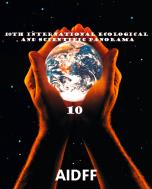 10TH INTERNATIONAL ECOLOGICAL
AND SCIENTIFIC PANORAMA
10
AIDFF